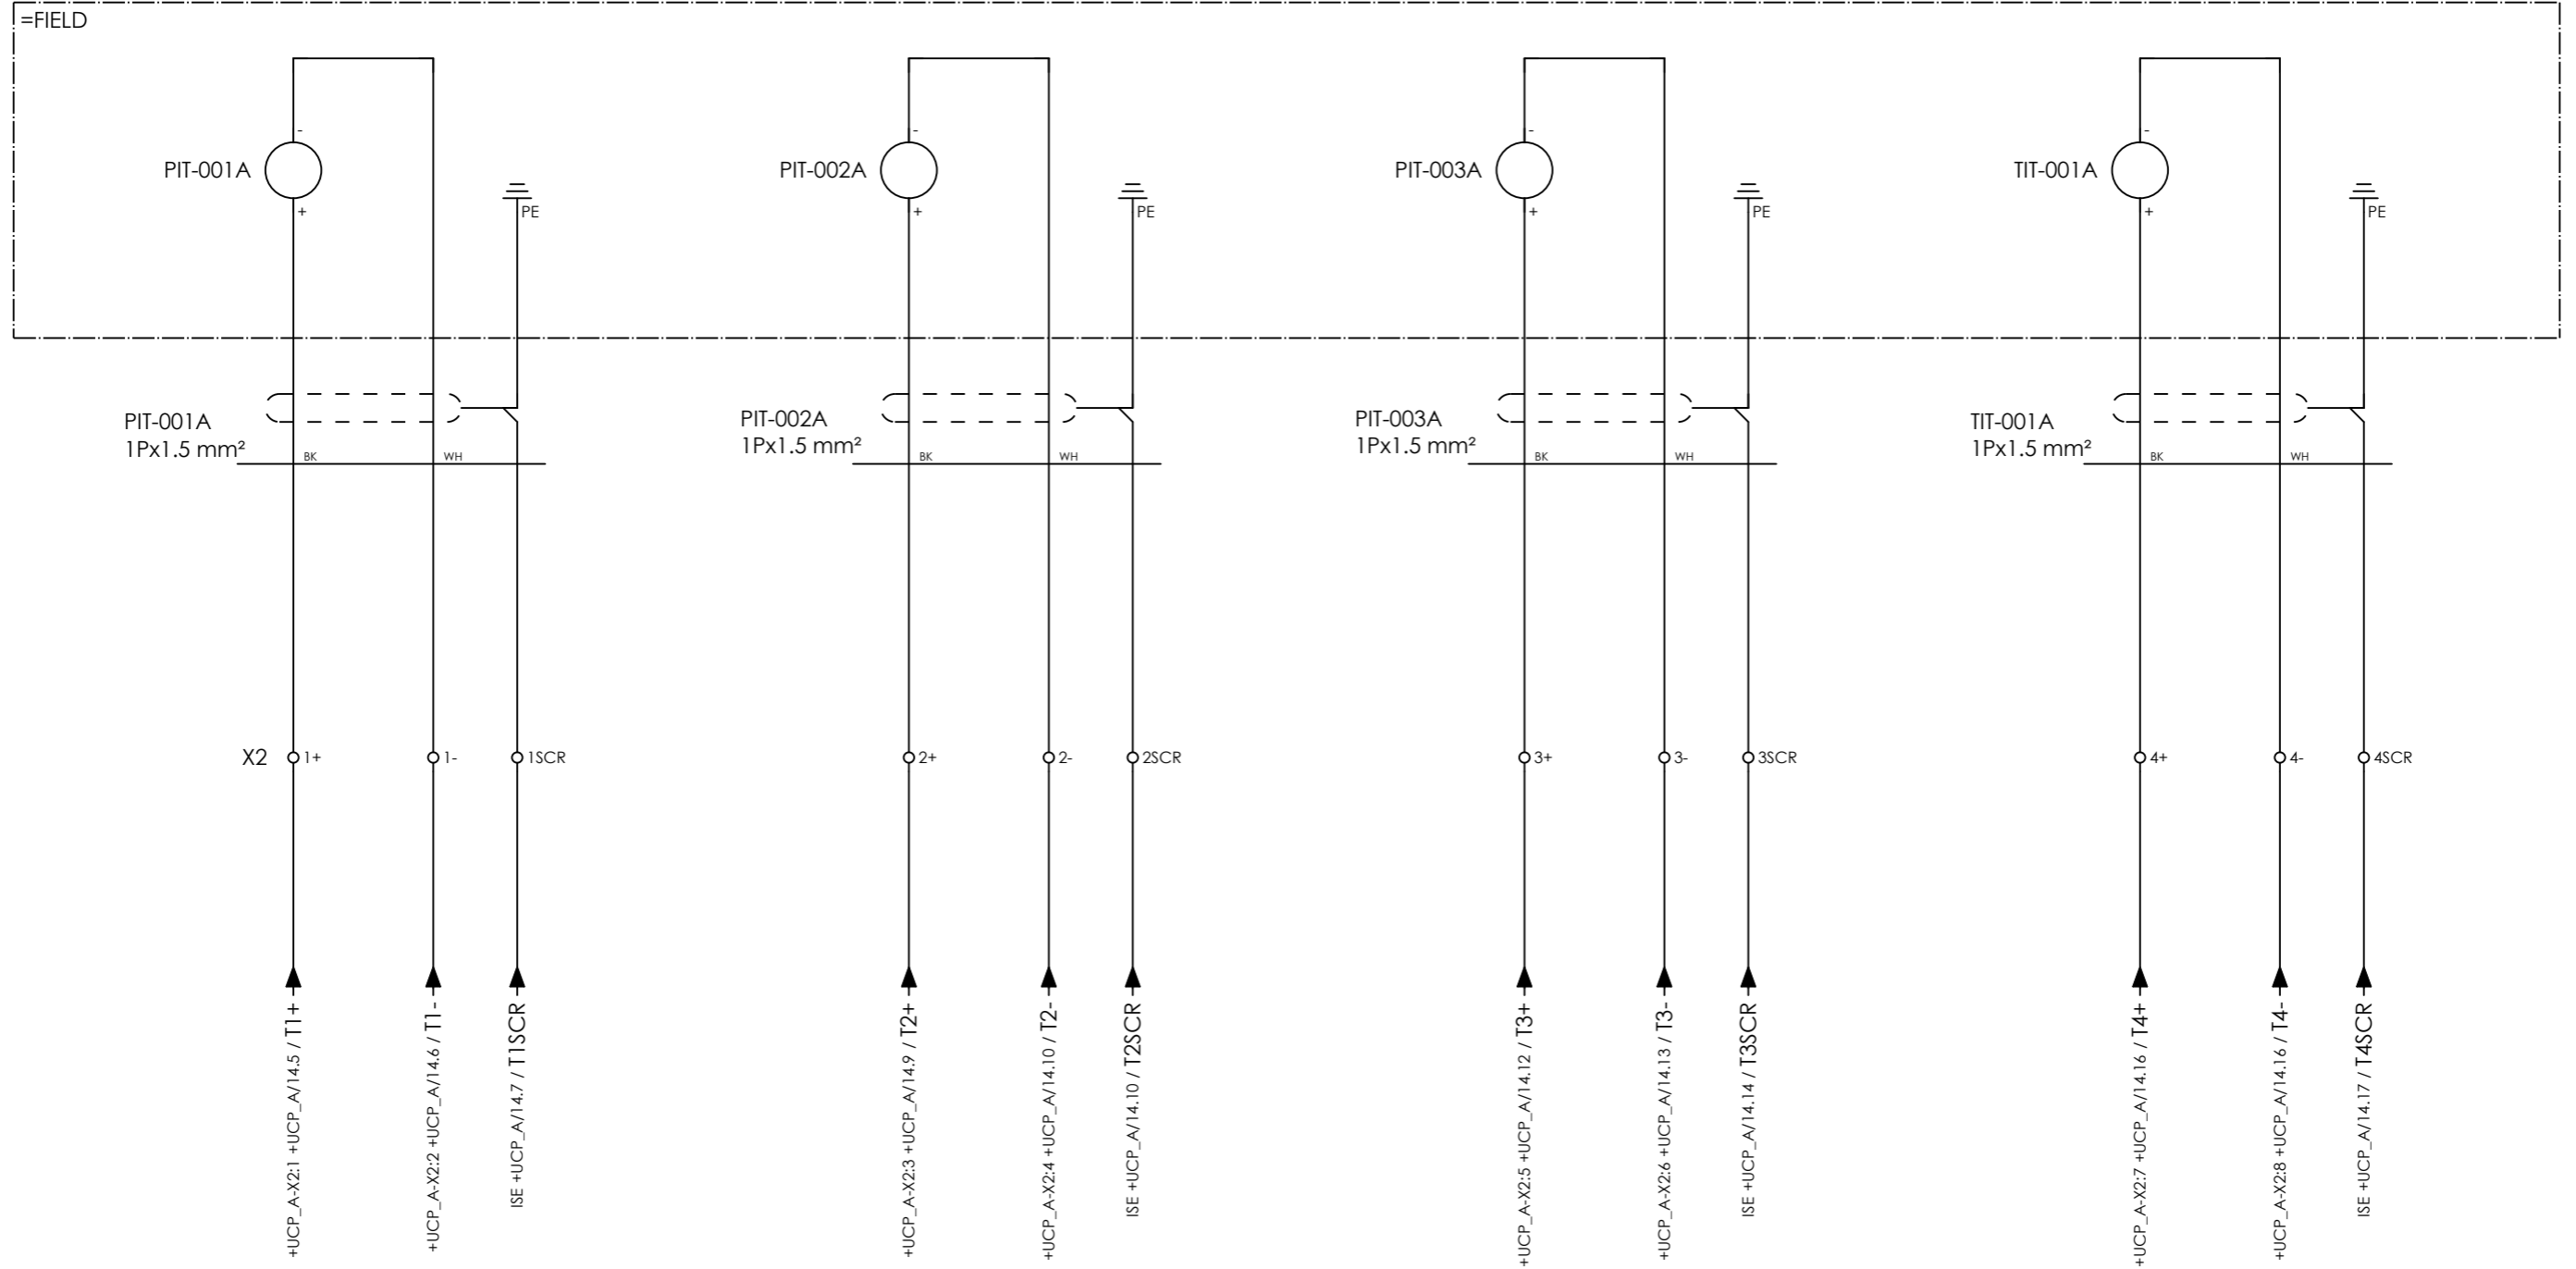 =FIELD
-
-
-
-
PIT-001A
PIT-002A
PIT-003A
TIT-001A
+
PE
+
PE
+
PE
+
PE
PIT-001A
1Px1.5 mm²
BK
WH
PIT-002A
1Px1.5 mm²
BK
WH
PIT-003A
1Px1.5 mm²
BK
WH
TIT-001A
1Px1.5 mm²
BK
WH
X2
1+
1-
1SCR
2+
2-
2SCR
3+
3-
3SCR
4+
4-
4SCR
+UCP_A-X2:1 +UCP_A/14.5 / T1+
+UCP_A-X2:2 +UCP_A/14.6 / T1-
ISE +UCP_A/14.7 / T1SCR
+UCP_A-X2:3 +UCP_A/14.9 / T2+
+UCP_A-X2:4 +UCP_A/14.10 / T2-
ISE +UCP_A/14.10 / T2SCR
+UCP_A-X2:5 +UCP_A/14.12 / T3+
+UCP_A-X2:6 +UCP_A/14.13 / T3-
ISE +UCP_A/14.14 / T3SCR
+UCP_A-X2:7 +UCP_A/14.16 / T4+
+UCP_A-X2:8 +UCP_A/14.16 / T4-
ISE +UCP_A/14.17 / T4SCR